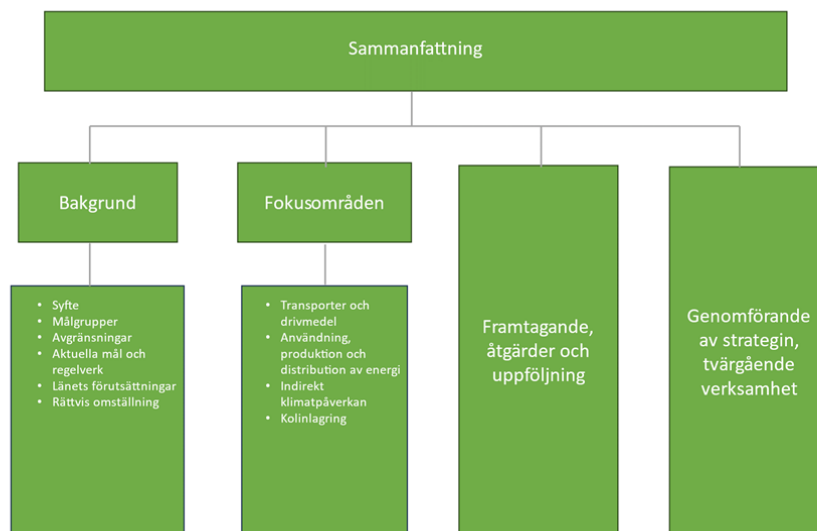 Sammanfattning
Bakgrund
• Syfte
• Målgrupper
• Avgränsningar
• Aktuella mål och
regelverk
• Länets förutsättningar
• Rättvis omställning
Fokusområden
• Transporter och
drivmedel
• Användning,
produktion och
distribution av energi
• Indirekt
klimatpåverkan
• Kolinlagring
Framtagande,
åtgärder och
uppföljning
Genomförande
av strategin,
tvärgående
verksamhet